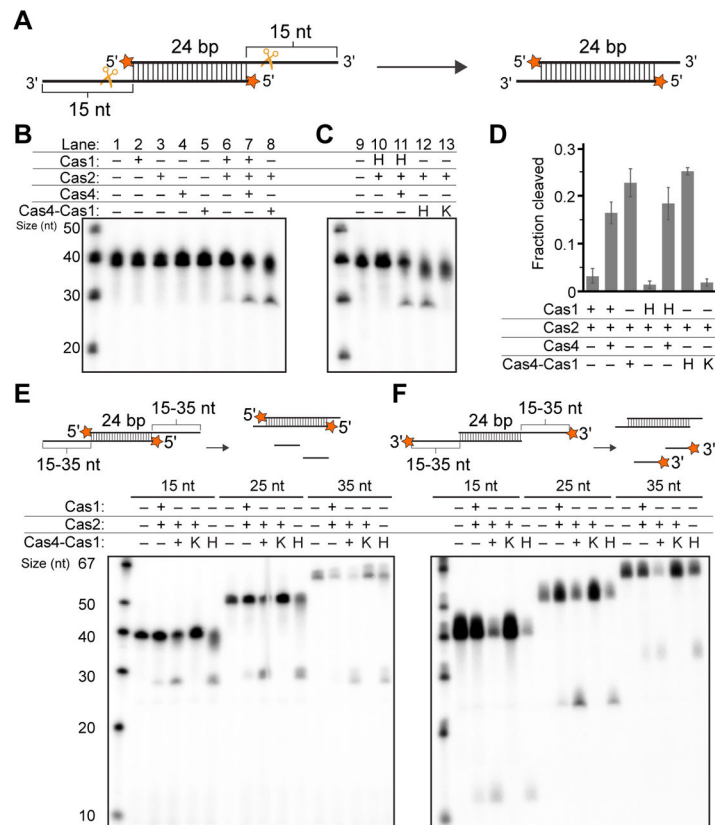 A
24 bp
15 nt
5'
3'
3'
5'
15 nt
24 bp
5'
3'
3'
5'
B
Lane: 1 2 3 4 5 6 7 8
Cas1: – + – – – + + –
Cas2: – – + – – + + +
Cas4: – – – + – – + –
Cas4-Cas1: – – – – + – – +
Size (nt)
50
40
30
20
C
9 10 11 12 13
– H H – –
– + + + +
– – + – –
– – – H K
D
Fraction cleaved
0.3
0.2
0.1
0
Cas1 + + – H H – –
Cas2 + + + + + + +
Cas4 – + – – + – –
Cas4-Cas1 – – + – – H K
E
15-35 nt
24 bp
5'
5'
15-35 nt
5'
5'
15 nt 25 nt 35 nt
Cas1: – + – – – – + – – – – + – – –
Cas2: – + + + + – + + + + – + + + +
Cas4-Cas1: – – + K H – – + K H – – + K H
Size (nt)
67
50
40
30
20
10
F
15-35 nt
24 bp
3'
3'
15-35 nt
3'
3'
15 nt 25 nt 35 nt
– + – – – – + – – – – + – – –
– + + + + – + + + + – + + + +
– – + K H – – + K H – – + K H